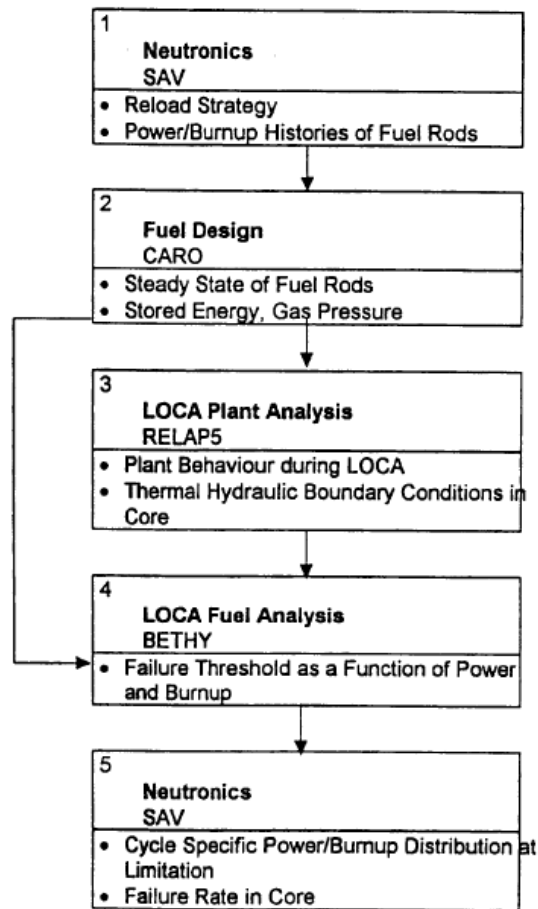 1
Neutronics
SAV
• Reload Strategy
• Power/Burnup Histories of Fuel Rods
2
Fuel Design
CARO
• Steady State of Fuel Rods
• Stored Energy, Gas Pressure
3
LOCA Plant Analysis
RELAP5
• Plant Behaviour during LOCA
• Thermal Hydraulic Boundary Conditions in
Core
4
LOCA Fuel Analysis
BETHY
• Failure Threshold as a Function of Power
and Burnup
5
Neutronics
SAV
• Cycle Specific Power/Burnup Distribution at
Limitation
• Failure Rate in Core